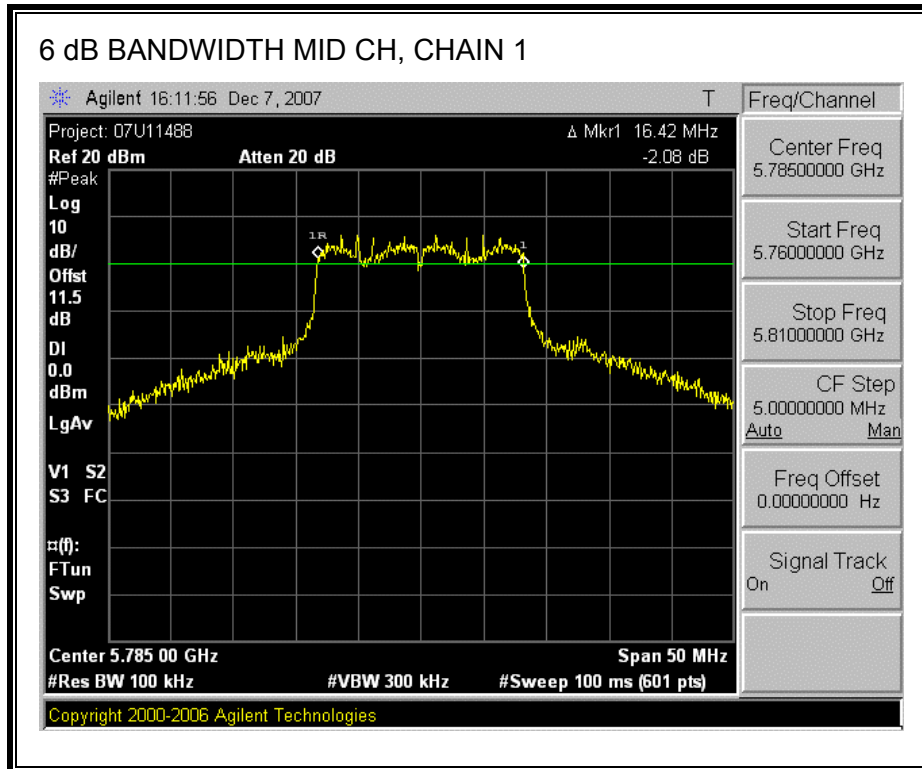 6 dB BANDWIDTH MID CH, CHAIN 1
Agilent 16:11:56 Dec 7, 2007 T
Project: 07U11488 Δ Mkr1 16.42 MHz
Ref 20 dBm Atten 20 dB -2.08 dB
#Peak
Log
10
dB/
Offst
11.5
dB
DI
0.0
dBm
LgAv
V1 S2
S3 FC
¤(f):
FTun
Swp
1R
1
Center 5.785 00 GHz Span 50 MHz
#Res BW 100 kHz #VBW 300 kHz #Sweep 100 ms (601 pts)
Copyright 2000-2006 Agilent Technologies
Freq/Channel
Center Freq
5.78500000 GHz
Start Freq
5.76000000 GHz
Stop Freq
5.81000000 GHz
CF Step
5.00000000 MHz
Auto Man
Freq Offset
0.00000000 Hz
Signal Track
On Off